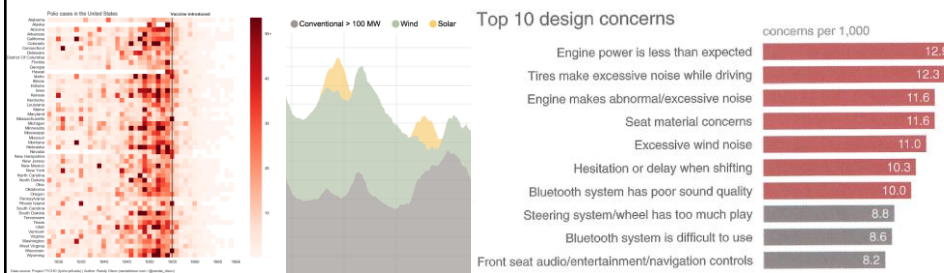 Polio cases in the United States
Vaccine introduced
Alabama
Alaska
Arizona
Arkansas
California
Colorado
Connecticut
Delaware
District Of Columbia
Florida
Georgia
Hawaii
Idaho
Illinois
Indiana
Iowa
Kansas
Kentucky
Louisiana
Maine
Maryland
Massachusetts
Michigan
Minnesota
Mississippi
Missouri
Montana
Nebraska
Nevada
New Hampshire
New Jersey
New Mexico
New York
North Carolina
North Dakota
Ohio
Oklahoma
Oregon
Pennsylvania
Rhode Island
South Carolina
South Dakota
Tennessee
Texas
Utah
Vermont
Virginia
Washington
West Virginia
Wisconsin
Wyoming
Conventional > 100 MW Wind Solar
Top 10 design concerns
concerns per 1,000
Engine power is less than expected
Tires make excessive noise while driving 12.3
Engine makes abnormal/excessive noise 11.6
Seat material concerns 11.6
Excessive wind noise 11.0
Hesitation or delay when shifting 10.3
Bluetooth system has poor sound quality 10.0
Steering system/wheel has too much play 8.8
Bluetooth system is difficult to use 8.6
Front seat audio/entertainment/navigation controls 8.2